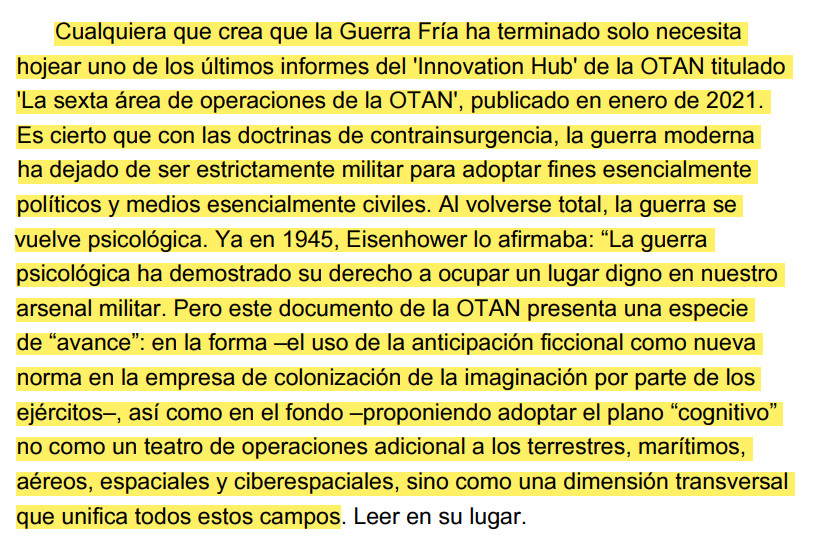 Cualquiera que crea que la Guerra Fría ha terminado solo necesita
hojear uno de los últimos informes del 'Innovation Hub' de la OTAN titulado
'La sexta área de operaciones de la OTAN', publicado en enero de 2021.
Es cierto que con las doctrinas de contrainsurgencia, la guerra moderna
ha dejado de ser estrictamente militar para adoptar fines esencialmente
políticos y medios esencialmente civiles. Al volverse total, la guerra se
vuelve psicológica. Ya en 1945, Eisenhower lo afirmaba: “La guerra
psicológica ha demostrado su derecho a ocupar un lugar digno en nuestro
arsenal militar. Pero este documento de la OTAN presenta una especie
de “avance”: en la forma –el uso de la anticipación ficcional como nueva
norma en la empresa de colonización de la imaginación por parte de los
ejércitos–, así como en el fondo –proponiendo adoptar el plano “cognitivo”
no como un teatro de operaciones adicional a los terrestres, marítimos,
aéreos, espaciales y ciberespaciales, sino como una dimensión transversal
que unifica todos estos campos. Leer en su lugar.